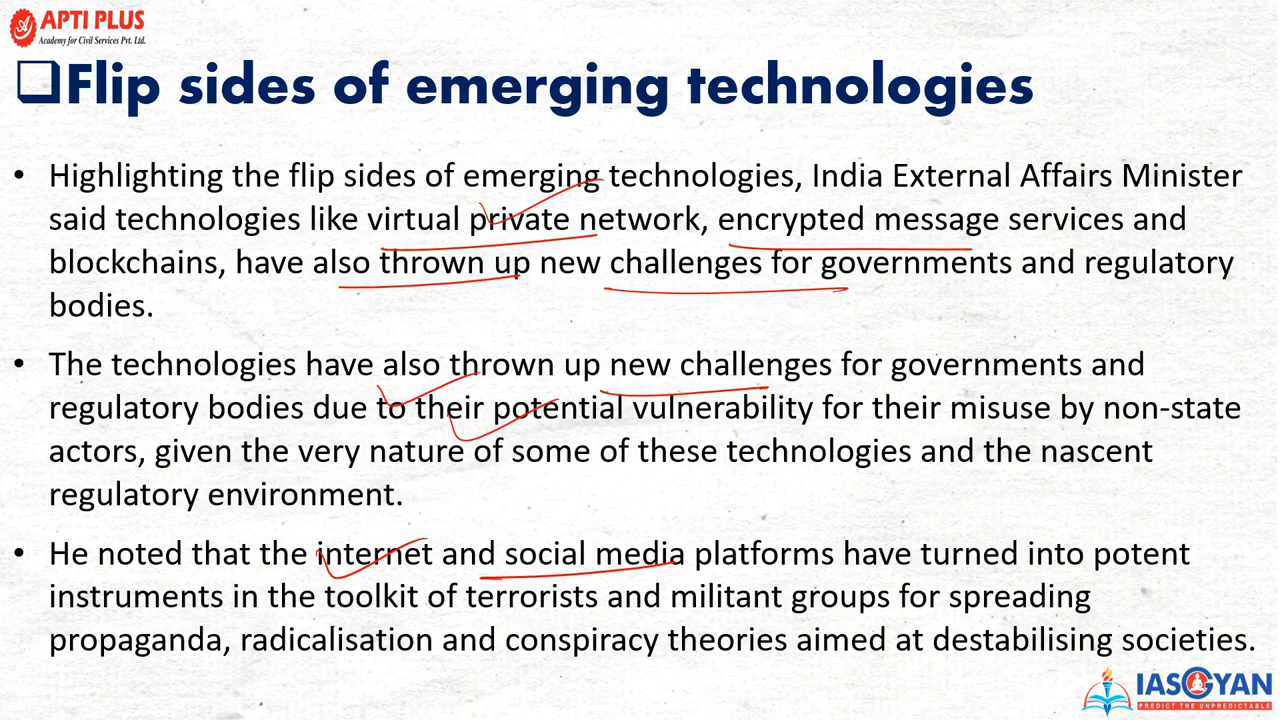 APTI PLUS
Academy for Civil Services Pvt. Ltd.
❑Flip sides of emerging technologies
• Highlighting the flip sides of emerging technologies, India External Affairs Minister
said technologies like virtual private network, encrypted message services and
blockchains, have also thrown up new challenges for governments and regulatory
bodies.
• The technologies have also thrown up new challenges for governments and
regulatory bodies due to their potential vulnerability for their misuse by non-state
actors, given the very nature of some of these technologies and the nascent
regulatory environment.
• He noted that the internet and social media platforms have turned into potent
instruments in the toolkit of terrorists and militant groups for spreading
propaganda, radicalisation and conspiracy theories aimed at destabilising societies.
IASGYAN
PREDICT THE UNPREDICTABLE